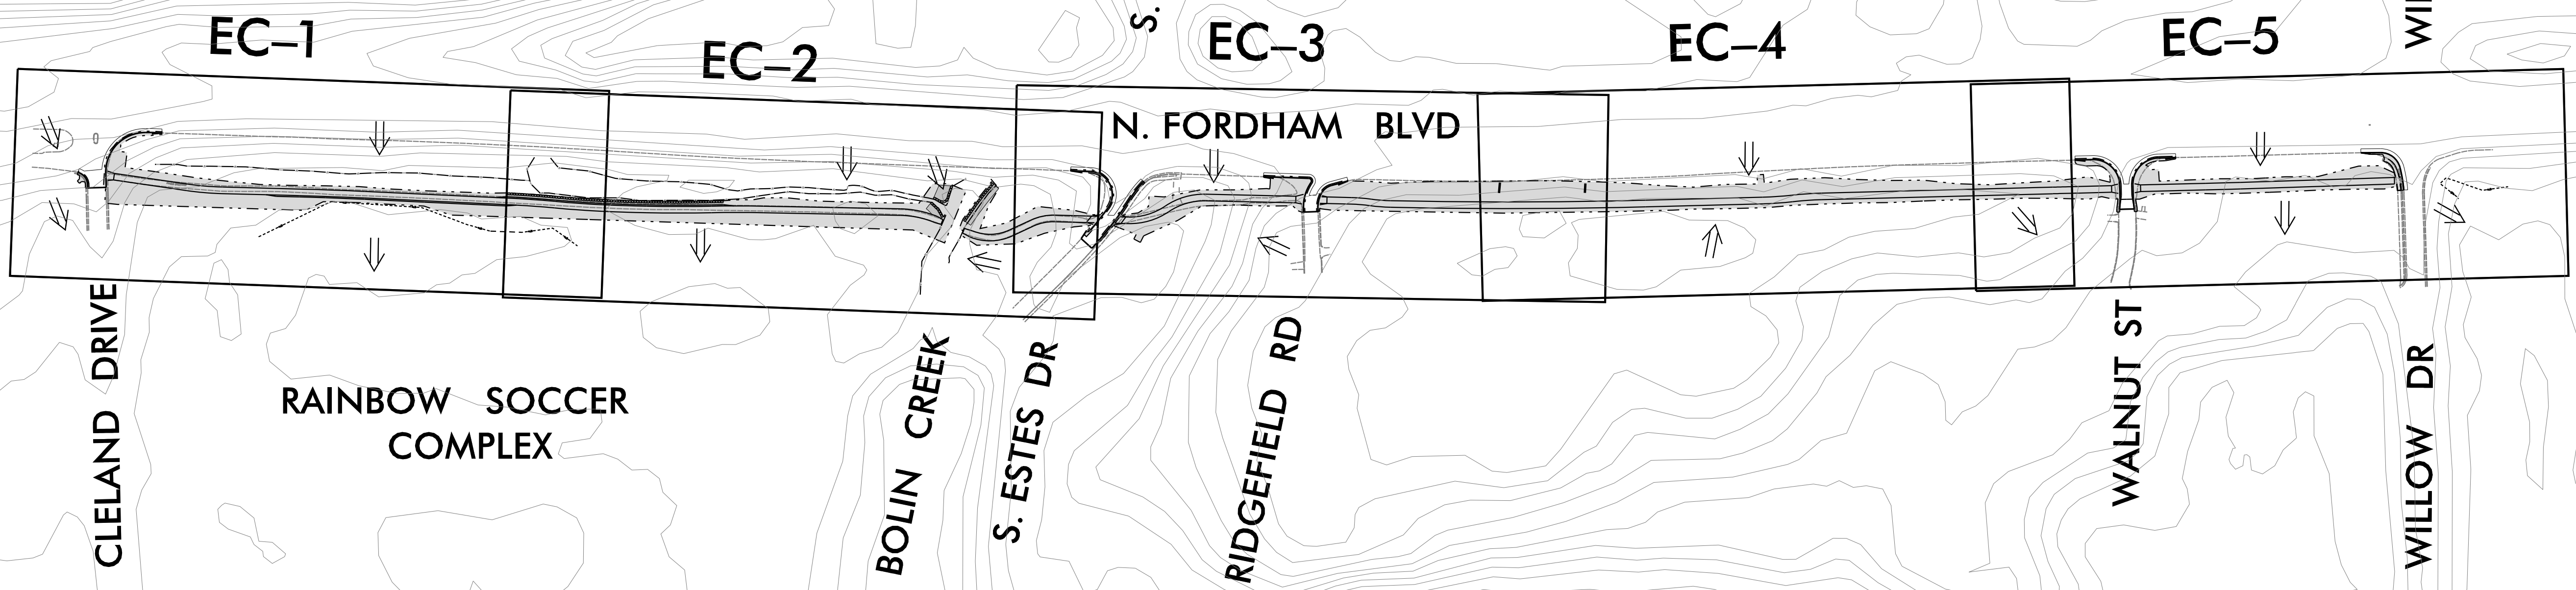 EC–1
EC–2
S.
EC–3
EC–4
EC–5
WI
N. FORDHAM BLVD
CLELAND DRIVE
RAINBOW SOCCER
COMPLEX
BOLIN CREEK
S. ESTES DR
RIDGEFIELD RD
WALNUT ST
WILLOW DR